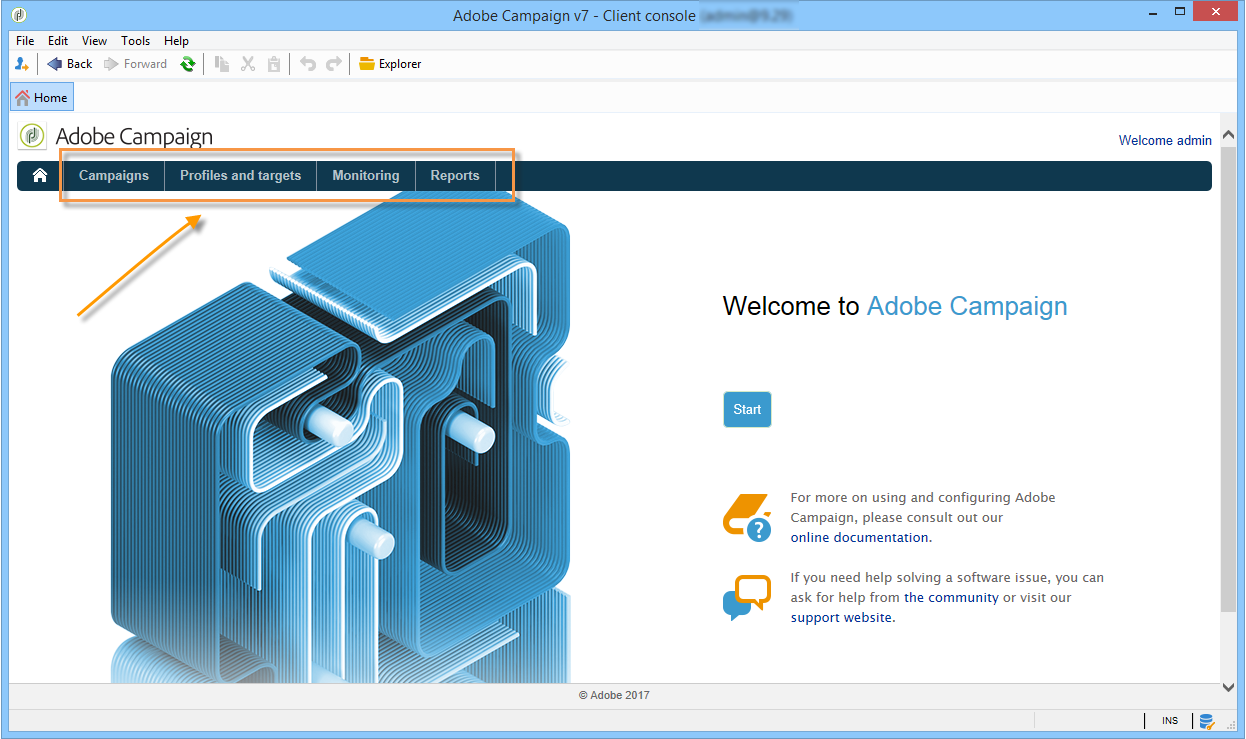 Adobe Campaign v7 - Client console
File Edit View Tools Help
Back Forward Explorer
Home
Adobe Campaign
Welcome admin
Campaigns Profiles and targets Monitoring Reports
Welcome to Adobe Campaign
Start
For more on using and configuring Adobe
Campaign, please consult out our
online documentation.
If you need help solving a software issue, you can
ask for help from the community or visit our
support website.
© Adobe 2017
INS